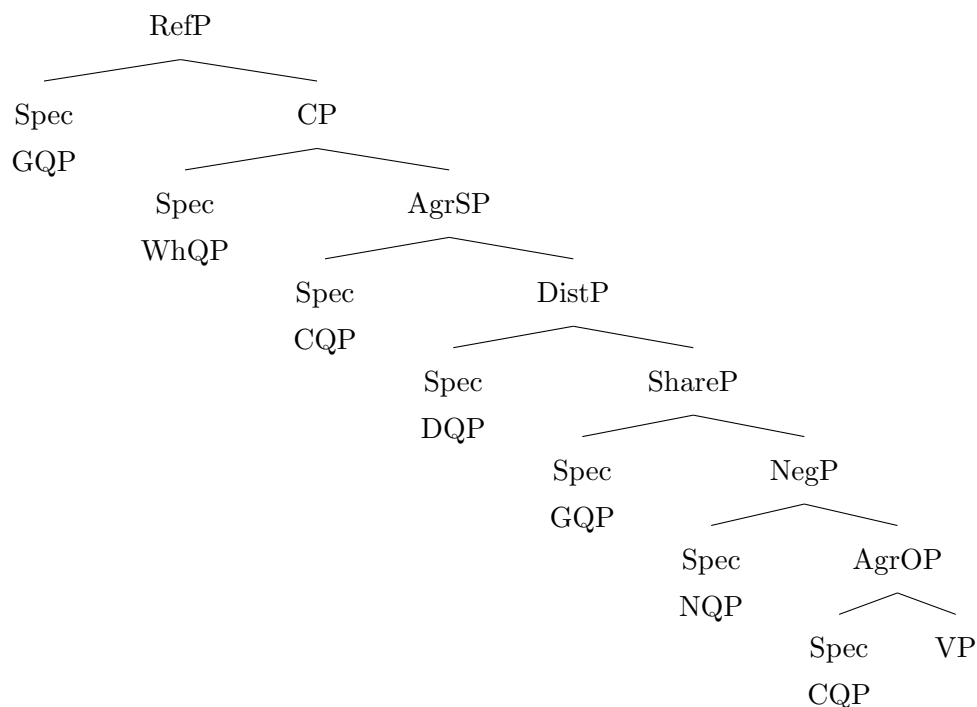 RefP
Spec CP
GQP
Spec AgrSP
WhQP
Spec DistP
CQP
Spec ShareP
DQP
Spec NegP
GQP
Spec AgrOP
NQP
Spec VP
CQP